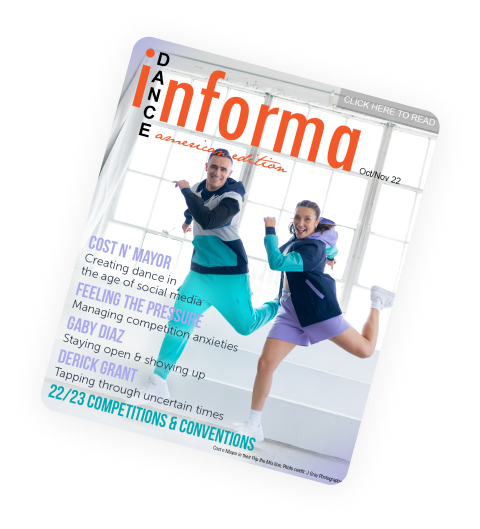 CLICK HERE TO READ
DANCE
informa
american edition
Oct/Nov. 22
COST N' MAYOR
Creating dance in
the age of social media
FEELING THE PRESSURE
Managing competition anxieties
GABY DIAZ
Staying open & showing up
DERICK GRANT
Tapping through uncertain times
22/23 COMPETITIONS & CONVENTIONS